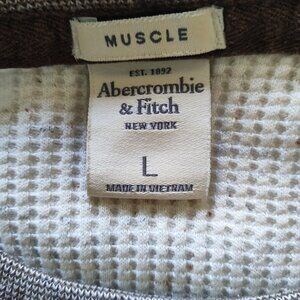 MUSCLE
EST. 1892
Abercrombie
& Fitch
NEW YORK
L
MADE IN VIETNAM